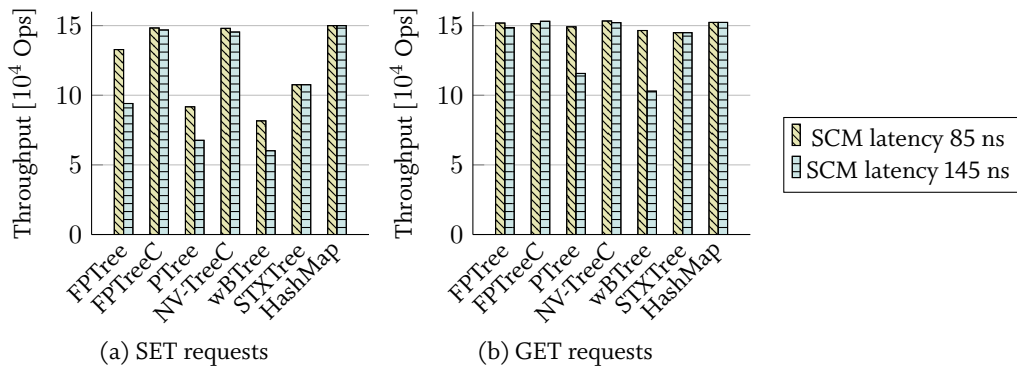 Throughput [10⁴ Ops]
15
10
5
0
FPTree
FPTreeC
PTree
NV-TreeC
wBTree
STXTree
HashMap
(a) SET requests
Throughput [10⁴ Ops]
15
10
5
0
FPTree
FPTreeC
PTree
NV-TreeC
wBTree
STXTree
HashMap
(b) GET requests
SCM latency 85 ns
SCM latency 145 ns